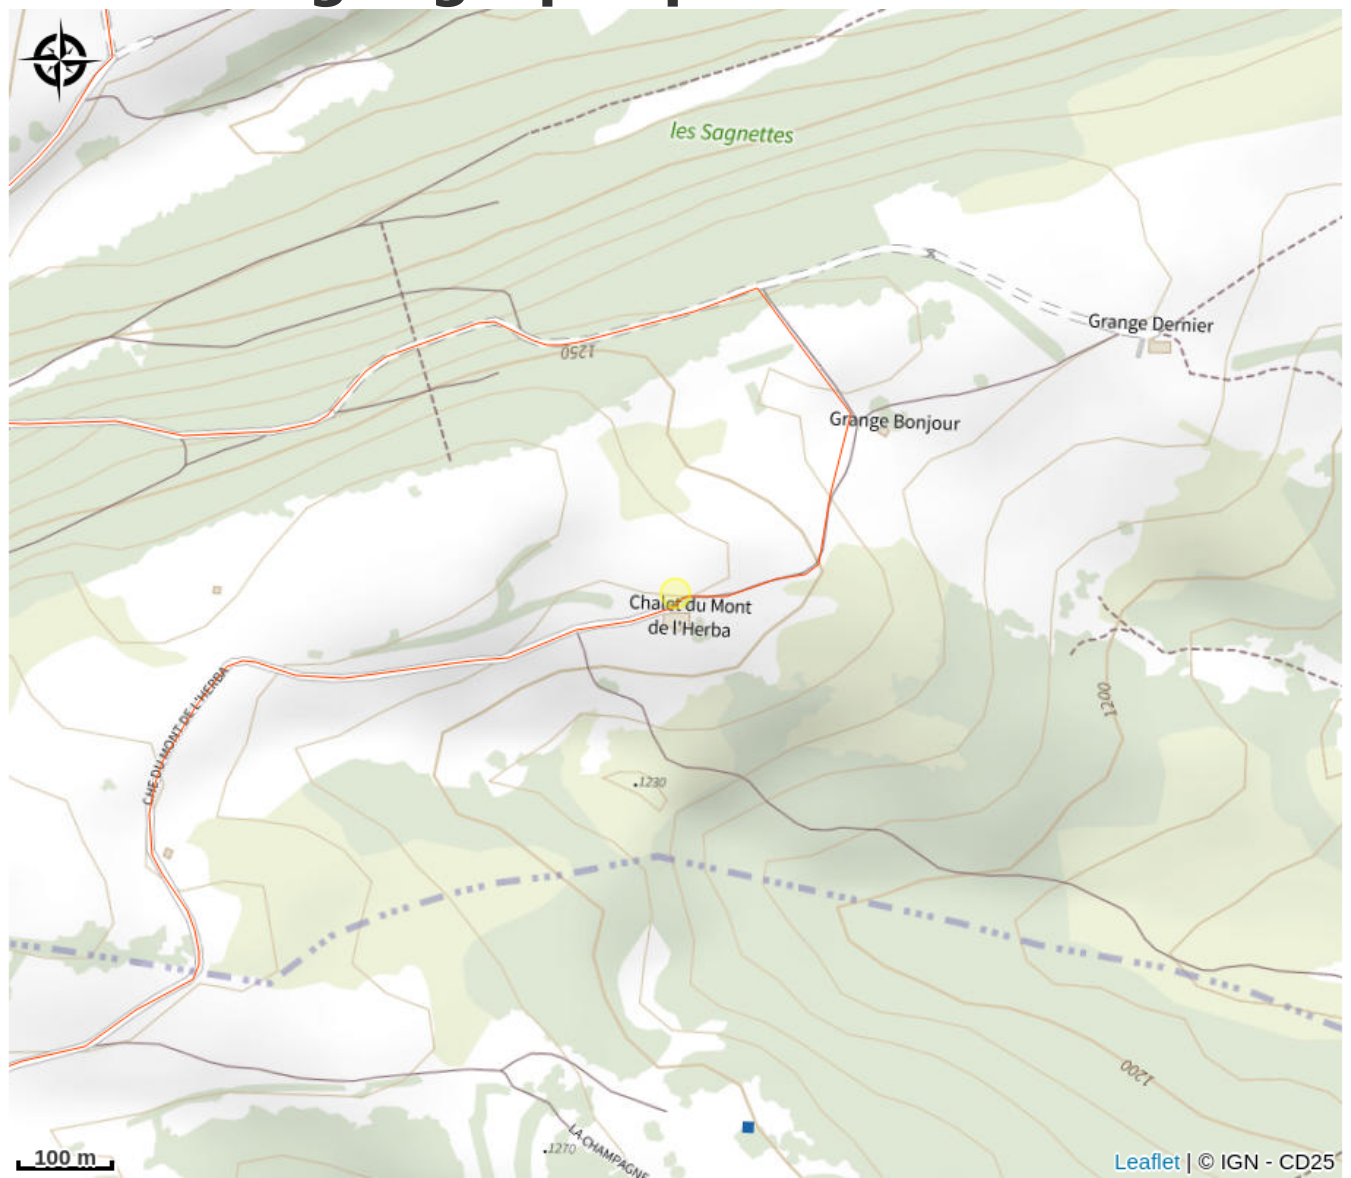 les Sagnettes
Grange Dernier
1250
Grange Bonjour
Chalet du Mont
de l'Herba
CHE DU MONT DE L'HERBA
1200
1230
1200
LA CHAMPAGNE
1270
100 m
Leaflet | © IGN - CD25